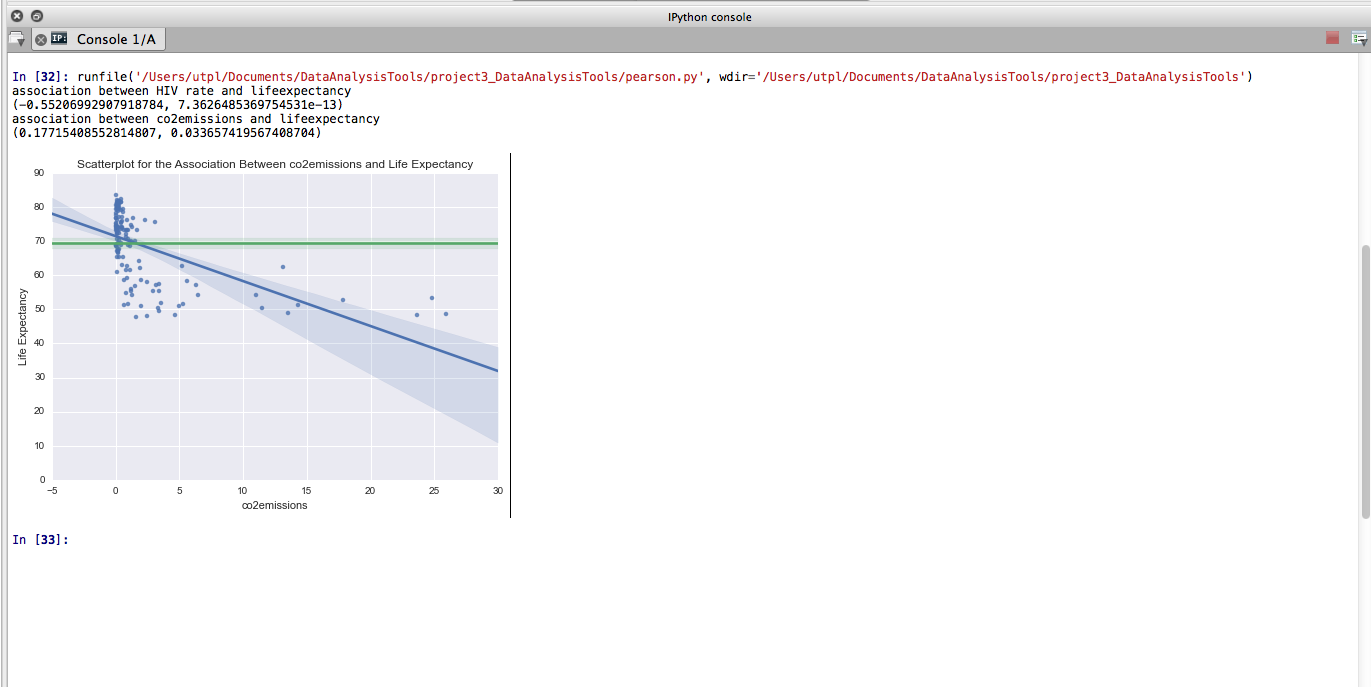 IPython console
IP: Console 1/A
In [32]: runfile('/Users/utpl/Documents/DataAnalysisTools/project3_DataAnalysisTools/pearson.py', wdir='/Users/utpl/Documents/DataAnalysisTools/project3_DataAnalysisTools')
association between HIV rate and lifeexpectancy
(-0.55206992907918784, 7.3626485369754531e-13)
association between co2emissions and lifeexpectancy
(0.17715408552814807, 0.033657419567408704)
Scatterplot for the Association Between co2emissions and Life Expectancy
90
80
70
60
50
40
30
20
10
0
Life Expectancy
−5 0 5 10 15 20 25 30
co2emissions
In [33]: